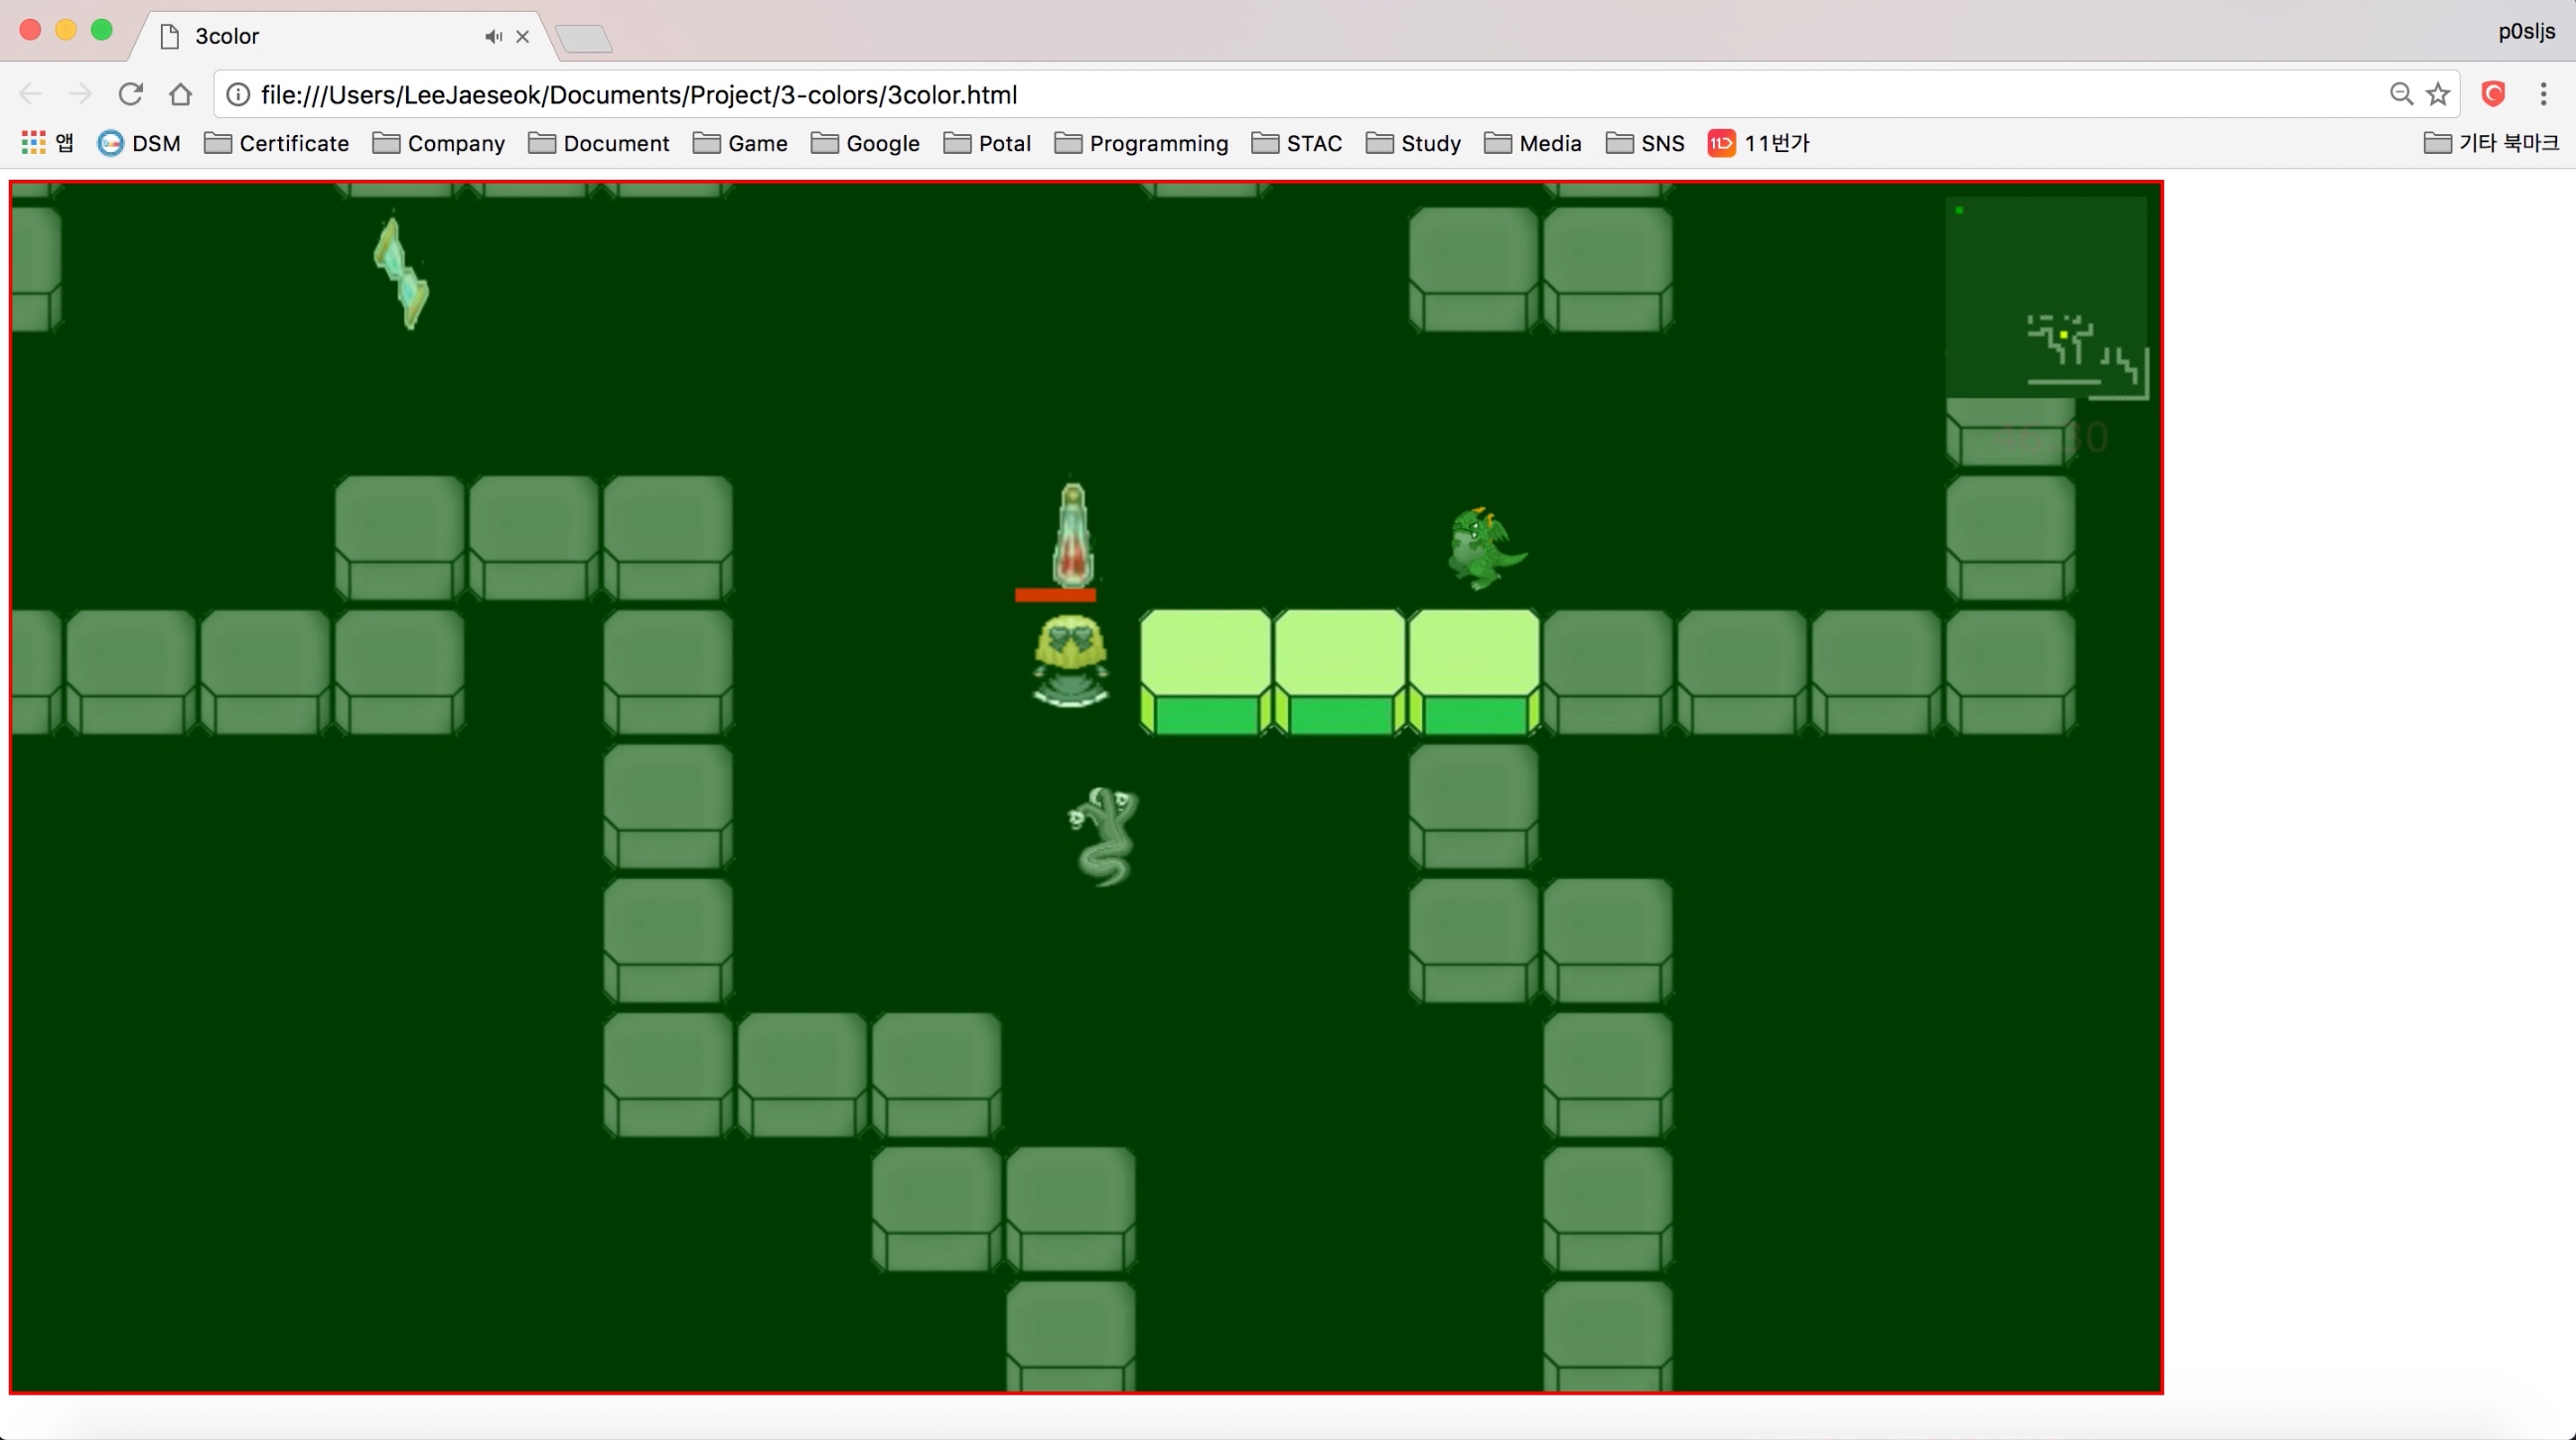 3color
p0sljs
file:///Users/LeeJaeseok/Documents/Project/3-colors/3color.html
앱 DSM Certificate Company Document Game Google Potal Programming STAC Study Media SNS 11번가 기타 북마크